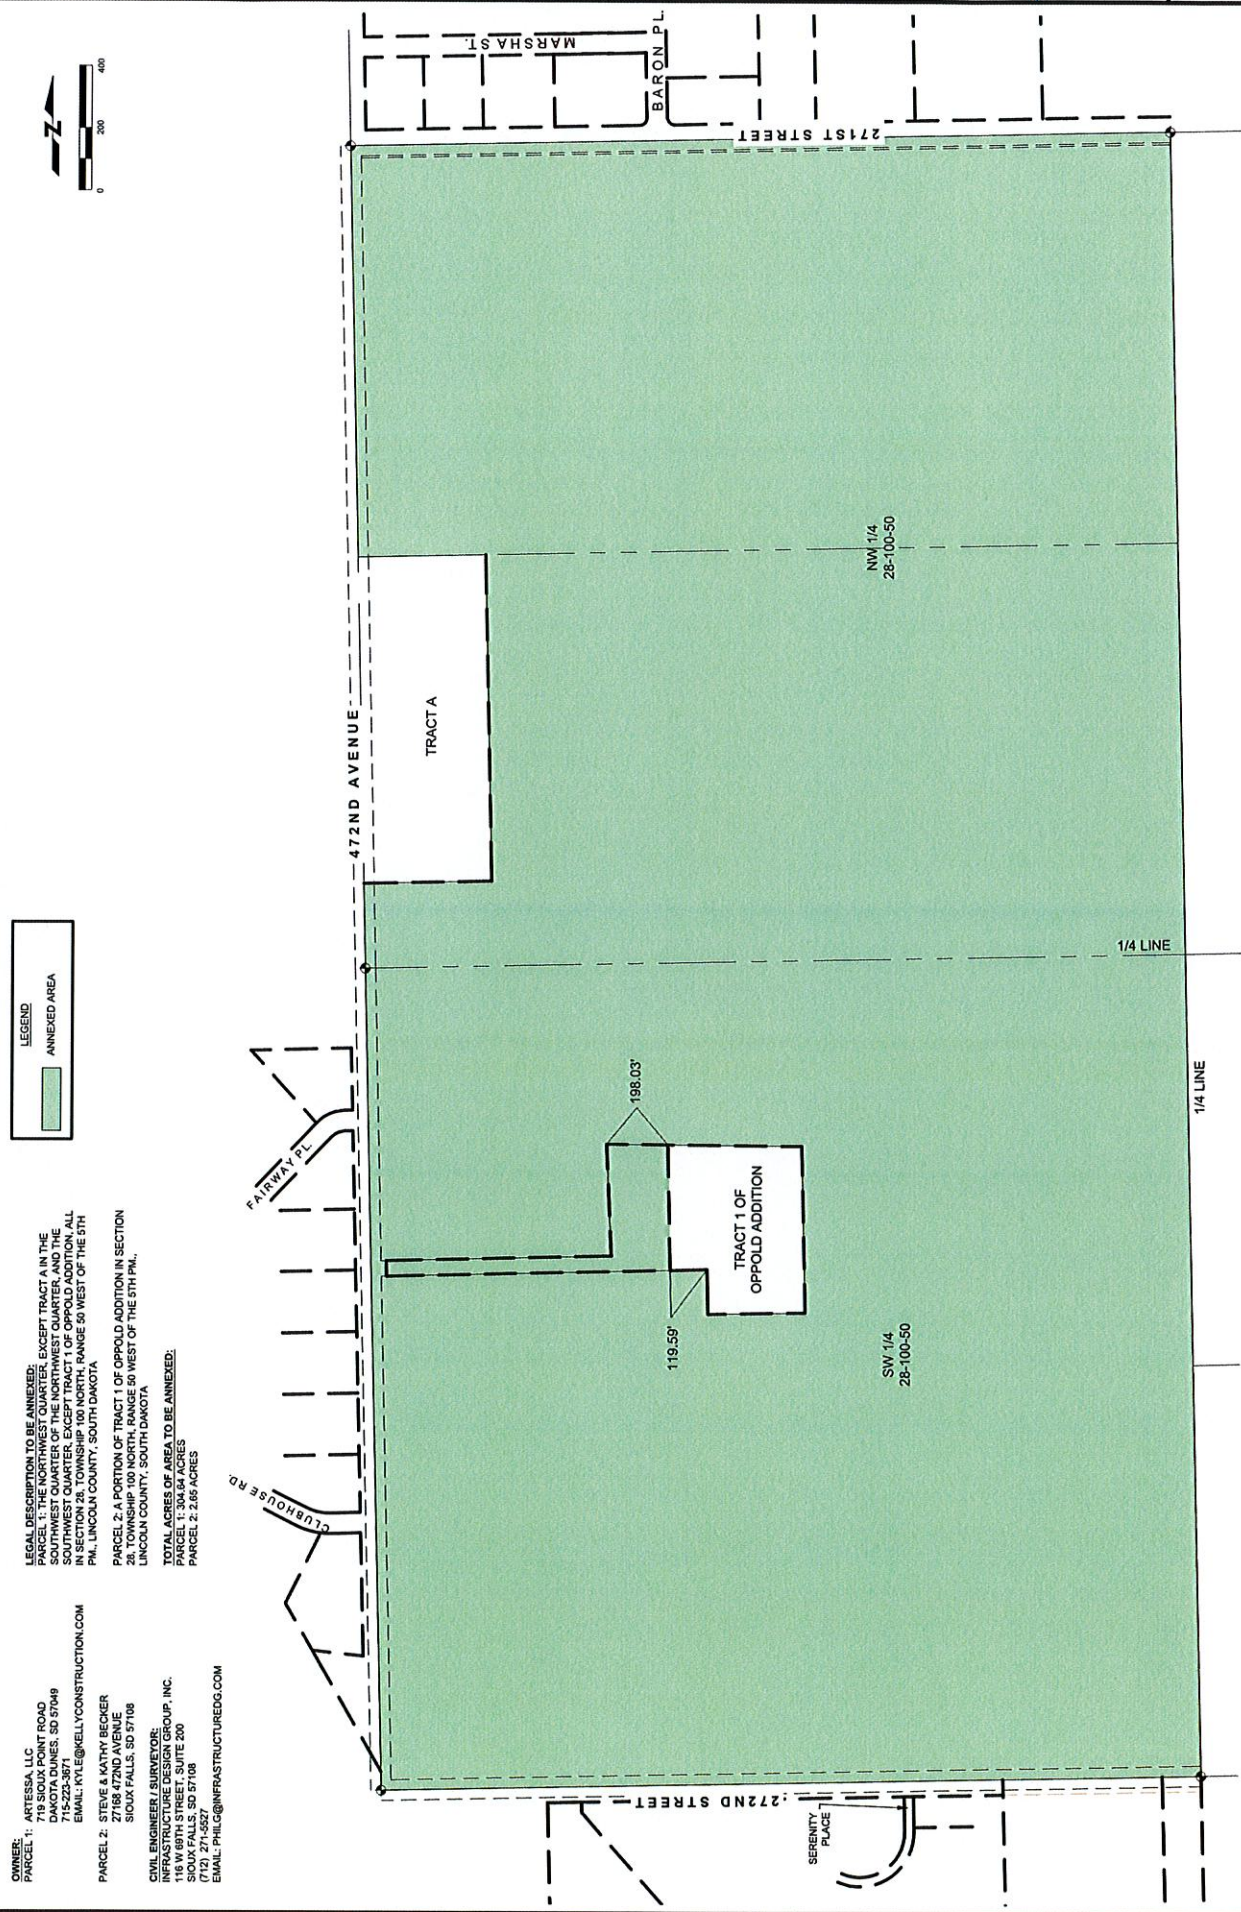 OWNER:
PARCEL 1: ARTESSA, LLC
719 SIOUX POINT ROAD
DAKOTA DUNES, SD 57049
715-223-3671
EMAIL: KYLE@KELLYCONSTRUCTION.COM
PARCEL 2: STEVE & KATHY BECKER
27168 472ND AVENUE
SIOUX FALLS, SD 57108
CIVIL ENGINEER / SURVEYOR:
INFRASTRUCTURE DESIGN GROUP, INC.
116 W 69TH STREET, SUITE 200
SIOUX FALLS, SD 57108
(712) 271-5527
EMAIL: PHILG@INFRASTRUCTUREDG.COM
LEGAL DESCRIPTION TO BE ANNEXED:
PARCEL 1: THE NORTHWEST QUARTER, EXCEPT TRACT A IN THE
SOUTHWEST QUARTER OF THE NORTHWEST QUARTER, AND THE
SOUTHWEST QUARTER, EXCEPT TRACT 1 OF OPPOLD ADDITION, ALL
IN SECTION 28, TOWNSHIP 100 NORTH, RANGE 50 WEST OF THE 5TH
PM., LINCOLN COUNTY, SOUTH DAKOTA
PARCEL 2: A PORTION OF TRACT 1 OF OPPOLD ADDITION IN SECTION
28, TOWNSHIP 100 NORTH, RANGE 50 WEST OF THE 5TH PM.,
LINCOLN COUNTY, SOUTH DAKOTA
TOTAL ACRES OF AREA TO BE ANNEXED:
PARCEL 1: 304.64 ACRES
PARCEL 2: 2.65 ACRES
LEGEND
ANNEXED AREA
N
0 200 400
CLUBHOUSE RD.
FAIRWAY PL.
472ND AVENUE
MARSHA ST.
BARON PL.
271ST STREET
TRACT A
NW 1/4
28-100-50
1/4 LINE
1/4 LINE
198.03'
119.59'
TRACT 1 OF
OPPOLD ADDITION
SW 1/4
28-100-50
272ND STREET
SERENITY
PLACE